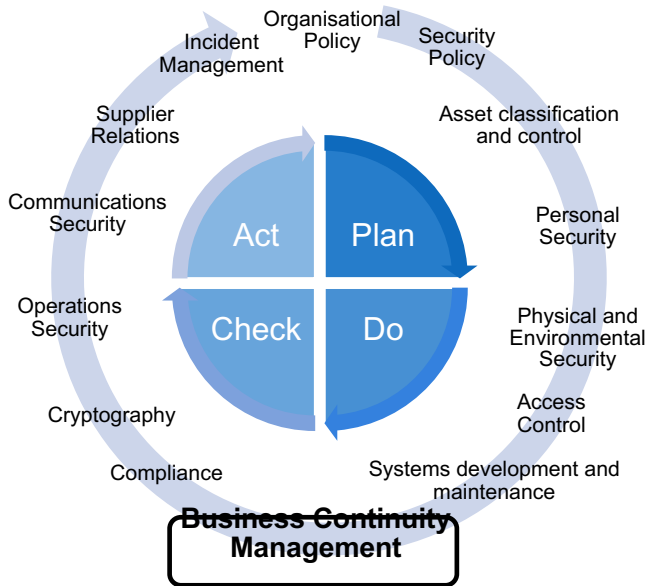 Organisational
Policy
Security
Policy
Asset classification
and control
Personal
Security
Physical and
Environmental
Security
Access
Control
Systems development and
maintenance
Business Continuity
Management
Compliance
Cryptography
Operations
Security
Communications
Security
Supplier
Relations
Incident
Management
Act
Plan
Check
Do